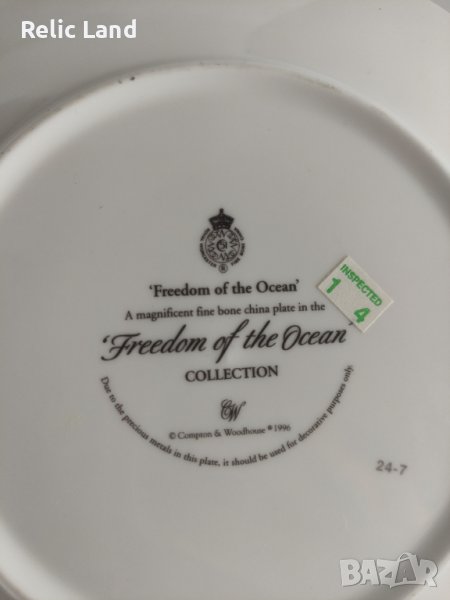 Relic Land
'Freedom of the Ocean'
A magnificent fine bone china plate in the
'Freedom of the Ocean'
COLLECTION
CW
© Compton & Woodhouse ® 1996
Due to the precious metals in this plate, it should be used for decorative purposes only.
INSPECTED
1 4
24-7
BAZAR